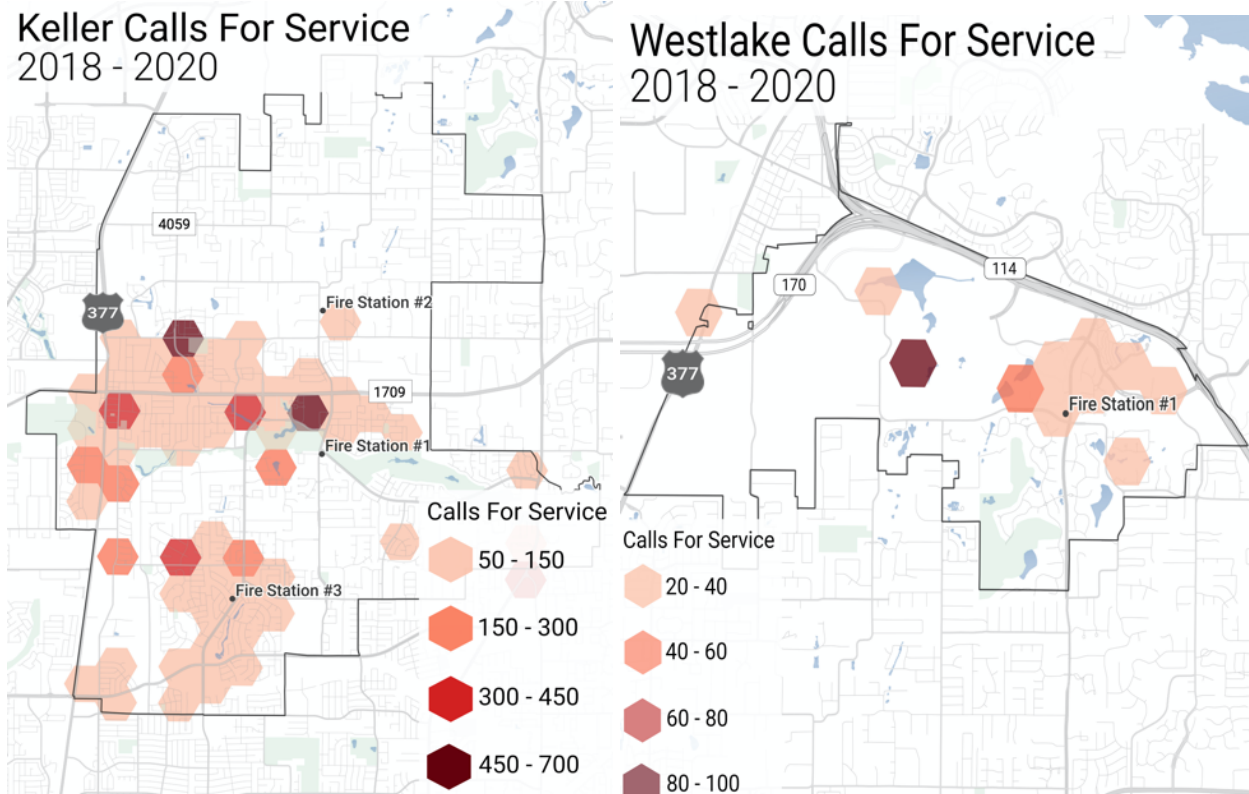 Keller Calls For Service
2018 - 2020
4059
377
Fire Station #2
1709
Fire Station #1
Fire Station #3
Calls For Service
50 - 150
150 - 300
300 - 450
450 - 700
Westlake Calls For Service
2018 - 2020
170
114
377
Fire Station #1
Calls For Service
20 - 40
40 - 60
60 - 80
80 - 100